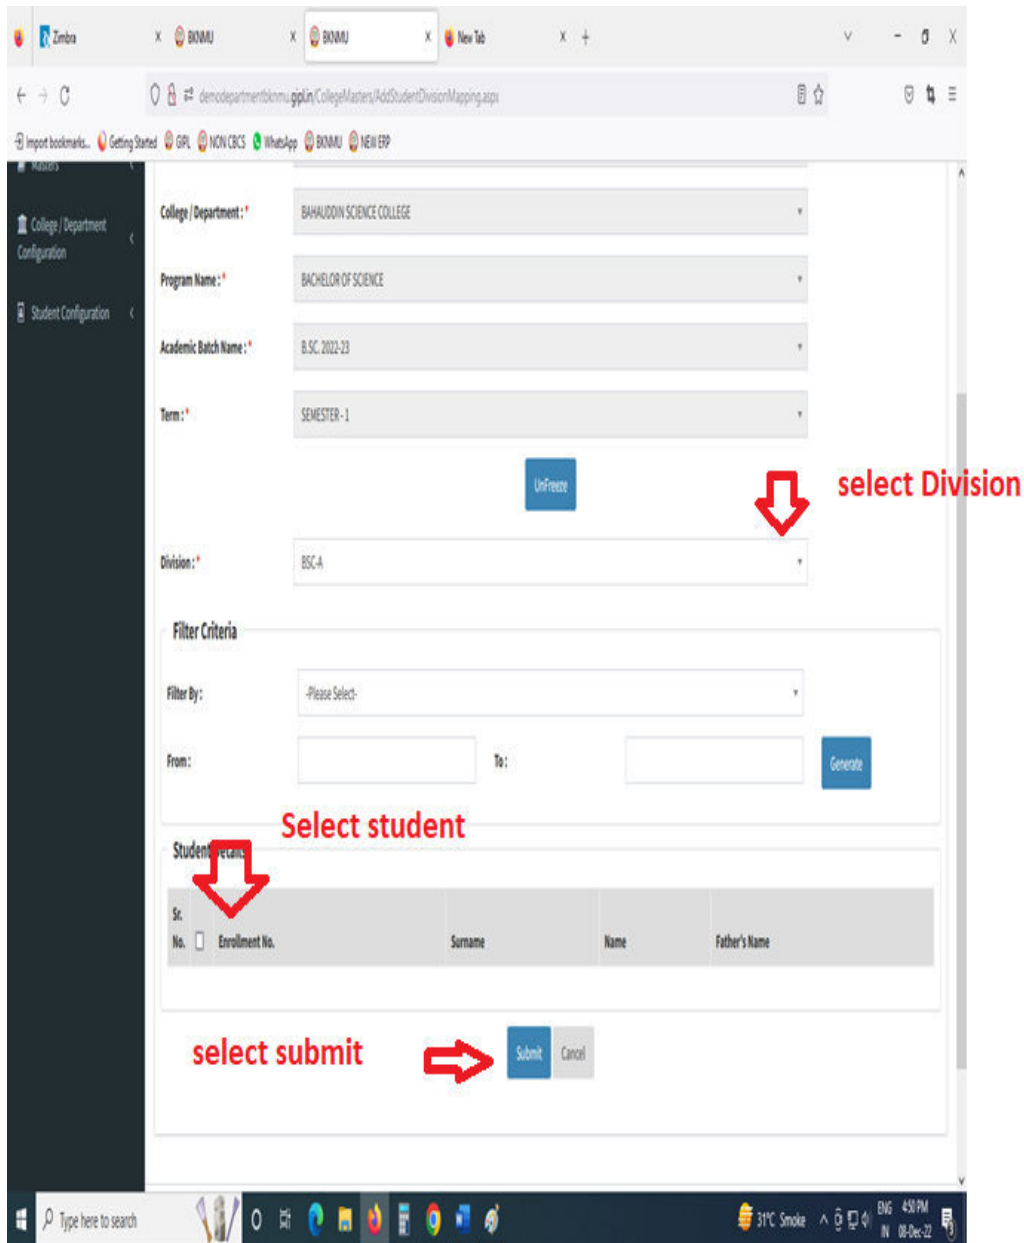 Zimbra X BKNMU X BKNMU X New Tab X
demodepartmentbknmu.gipl.in/CollegeMasters/AddStudentDivisionMapping.aspx
Import bookmarks... Getting Started GIPL NON CBCS WhatsApp BKNMU NEW ERP
Masters
College / Department Configuration
Student Configuration
College / Department : * BAHAUDDIN SCIENCE COLLEGE
Program Name : * BACHELOR OF SCIENCE
Academic Batch Name : * B.SC. 2022-23
Term : * SEMESTER - 1
UnFreeze
select Division
Division : * BSC-A
Filter Criteria
Filter By : -Please Select-
From : To : Generate
Select student
Student Details
Sr. No. Enrollment No. Surname Name Father's Name
select submit
Submit Cancel
Type here to search
31°C Smoke ENG 4:50 PM
IN 08-Dec-22 3